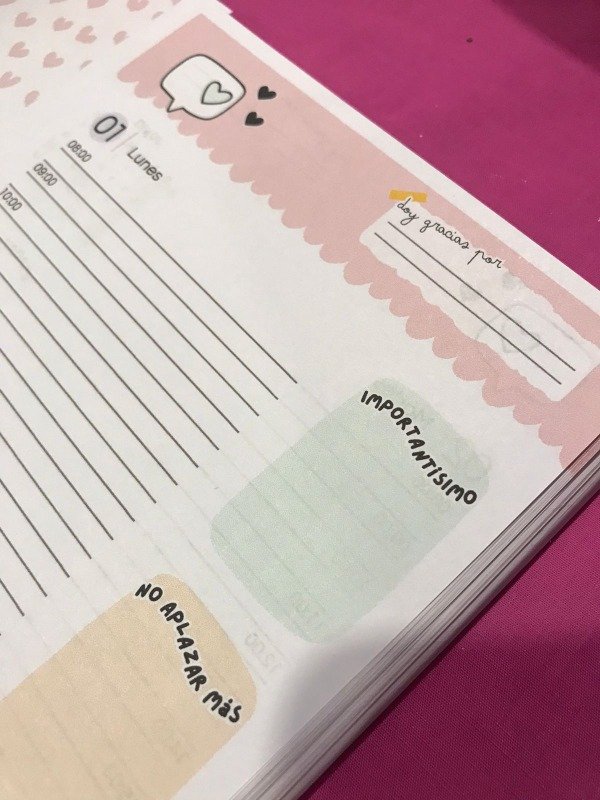 01
Lunes
08:00
09:00
10:00
doy gracias por
IMPORTANTÍSIMO
NO APLAZAR MÁS